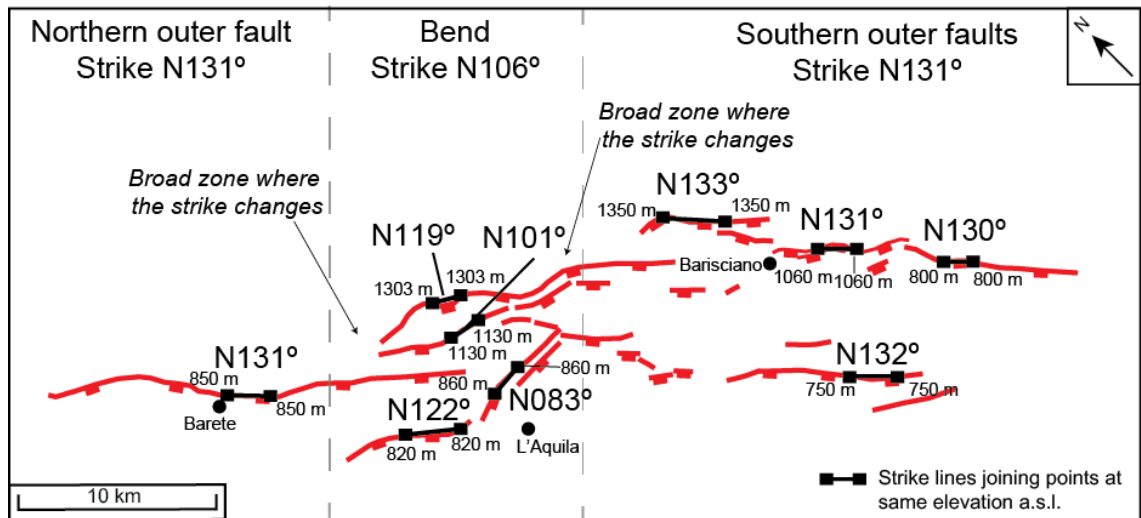 Northern outer fault
Strike N131º
Bend
Strike N106º
Southern outer faults
Strike N131º
N
Broad zone where
the strike changes
Broad zone where
the strike changes
N133º
1350 m
1350 m
N131º
N130º
N119º
N101º
1303 m
1303 m
Barisciano
1060 m
1060 m
800 m
800 m
1130 m
1130 m
N131º
850 m
850 m
Barete
860 m
860 m
N083º
N122º
820 m
820 m
L'Aquila
N132º
750 m
750 m
10 km
Strike lines joining points at
same elevation a.s.l.